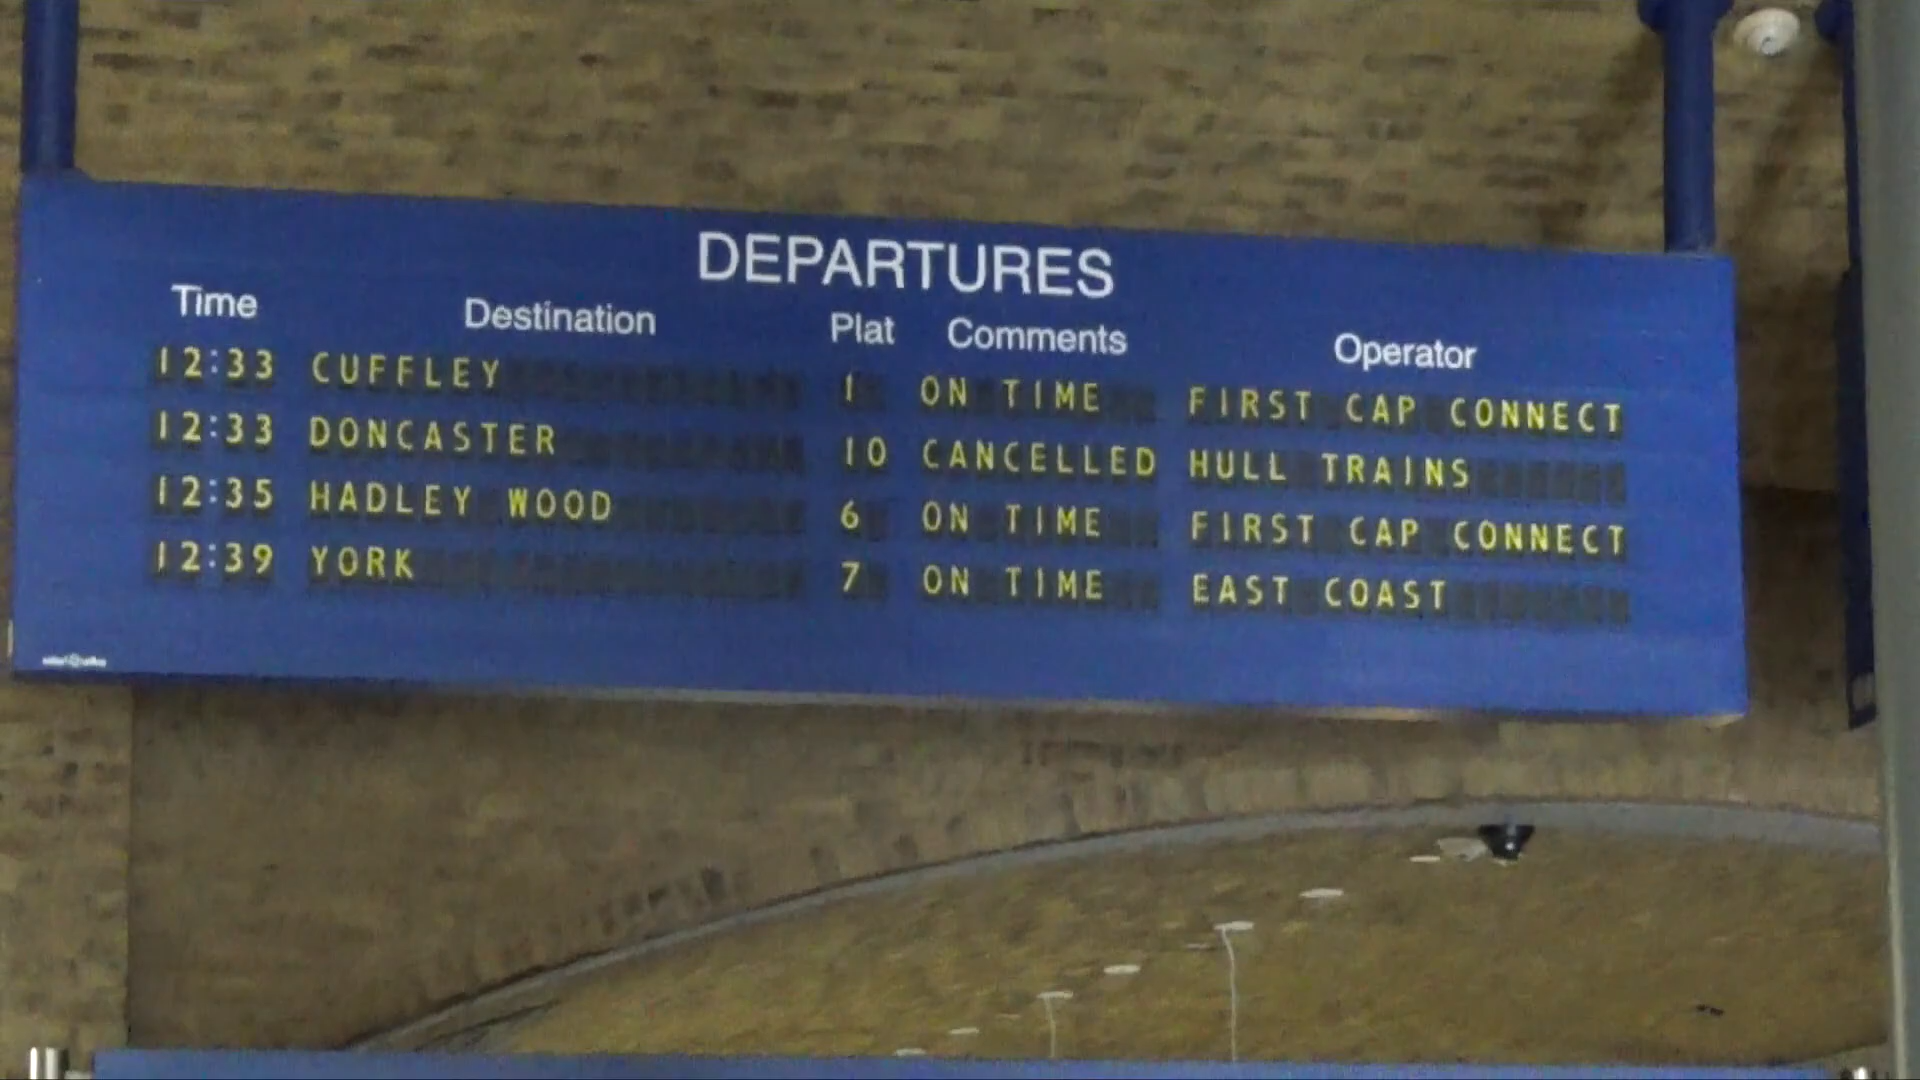 DEPARTURES
Time Destination Plat Comments Operator
12:33 CUFFLEY 1 ON TIME FIRST CAP CONNECT
12:33 DONCASTER 10 CANCELLED HULL TRAINS
12:35 HADLEY WOOD 6 ON TIME FIRST CAP CONNECT
12:39 YORK 7 ON TIME EAST COAST